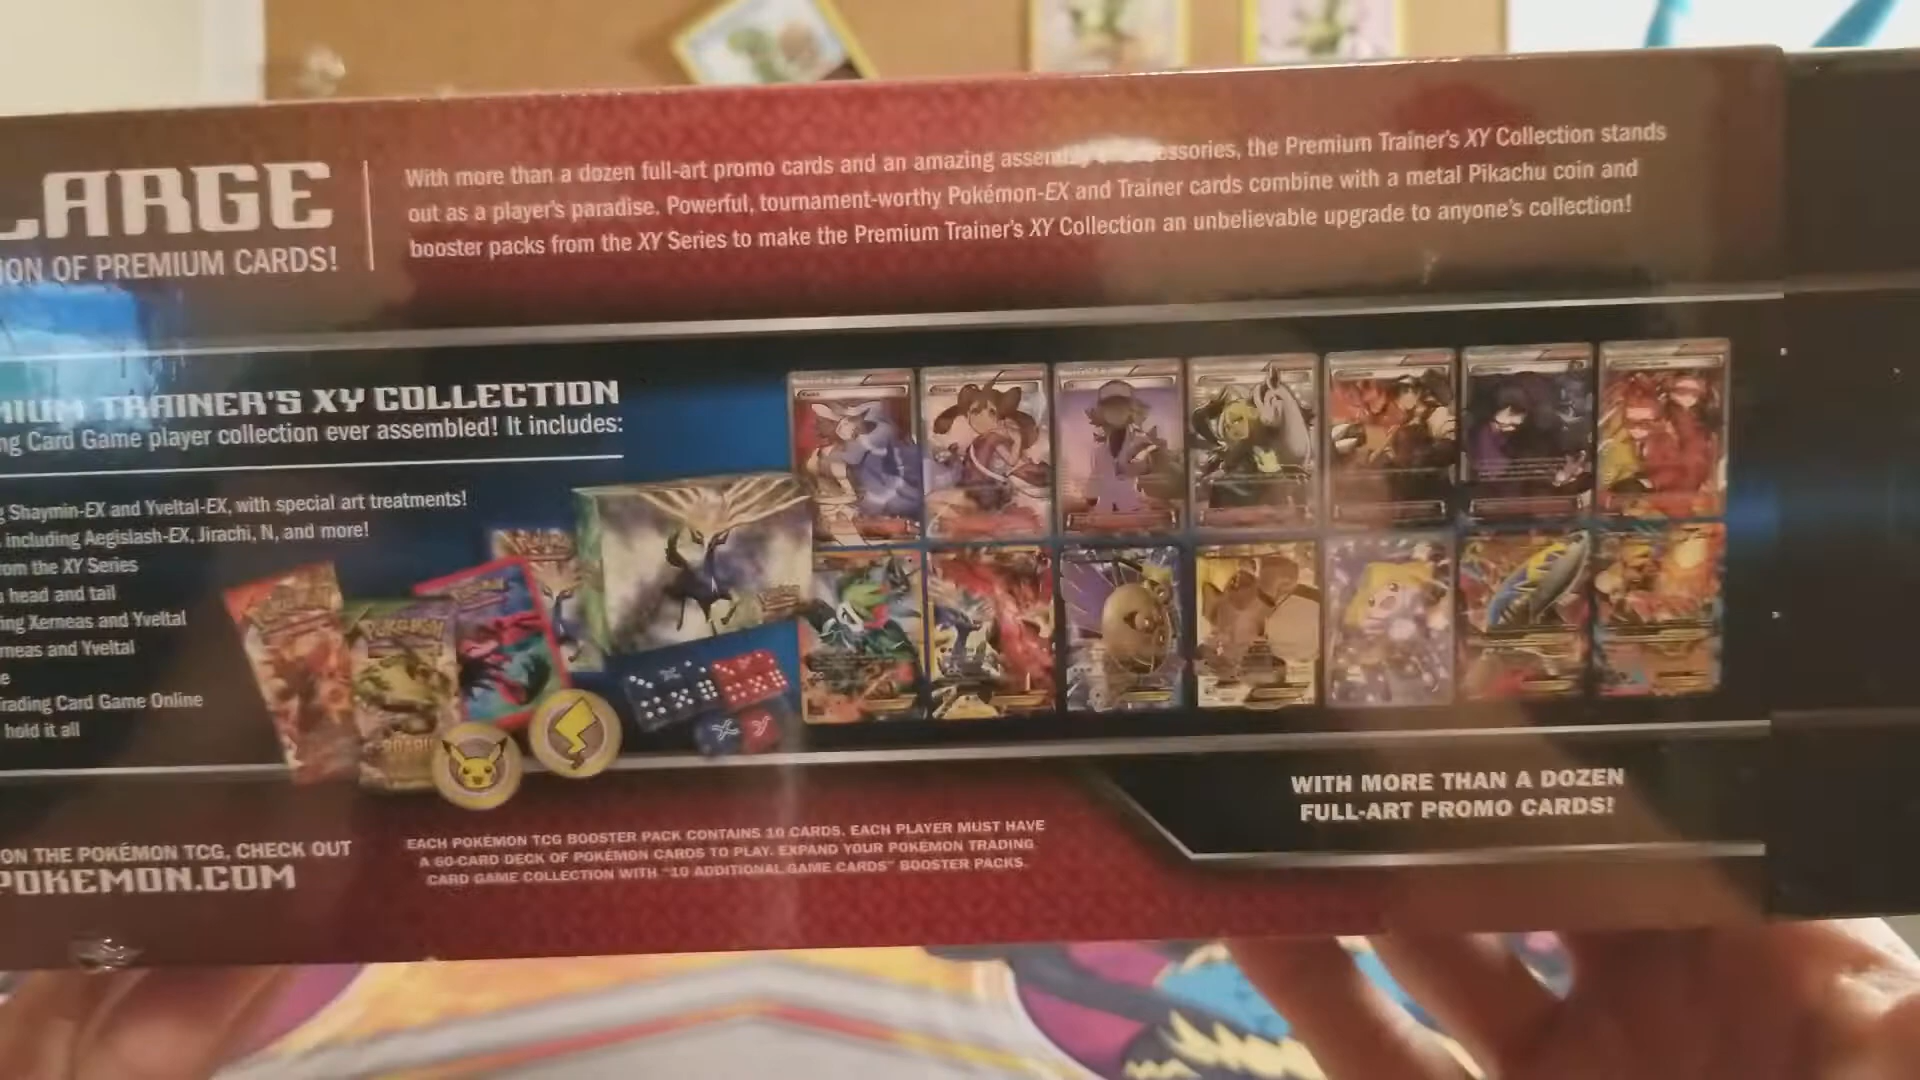 LARGE
ION OF PREMIUM CARDS!
With more than a dozen full-art promo cards and an amazing accessories, the Premium Trainer's XY Collection stands
out as a player's paradise. Powerful, tournament-worthy Pokémon-EX and Trainer cards combine with a metal Pikachu coin and
booster packs from the XY Series to make the Premium Trainer's XY Collection an unbelievable upgrade to anyone's collection!
MIUM TRAINER'S XY COLLECTION
ng Card Game player collection ever assembled! It includes:
g Shaymin-EX and Yveltal-EX, with special art treatments!
including Aegislash-EX, Jirachi, N, and more!
rom the XY Series
head and tail
ing Xerneas and Yveltal
rneas and Yveltal
e
Trading Card Game Online
hold it all
POKÉMON
X Y
WITH MORE THAN A DOZEN
FULL-ART PROMO CARDS!
ON THE POKÉMON TCG, CHECK OUT
POKEMON.COM
EACH POKÉMON TCG BOOSTER PACK CONTAINS 10 CARDS. EACH PLAYER MUST HAVE
A 60-CARD DECK OF POKÉMON CARDS TO PLAY. EXPAND YOUR POKÉMON TRADING
CARD GAME COLLECTION WITH "10 ADDITIONAL GAME CARDS" BOOSTER PACKS.